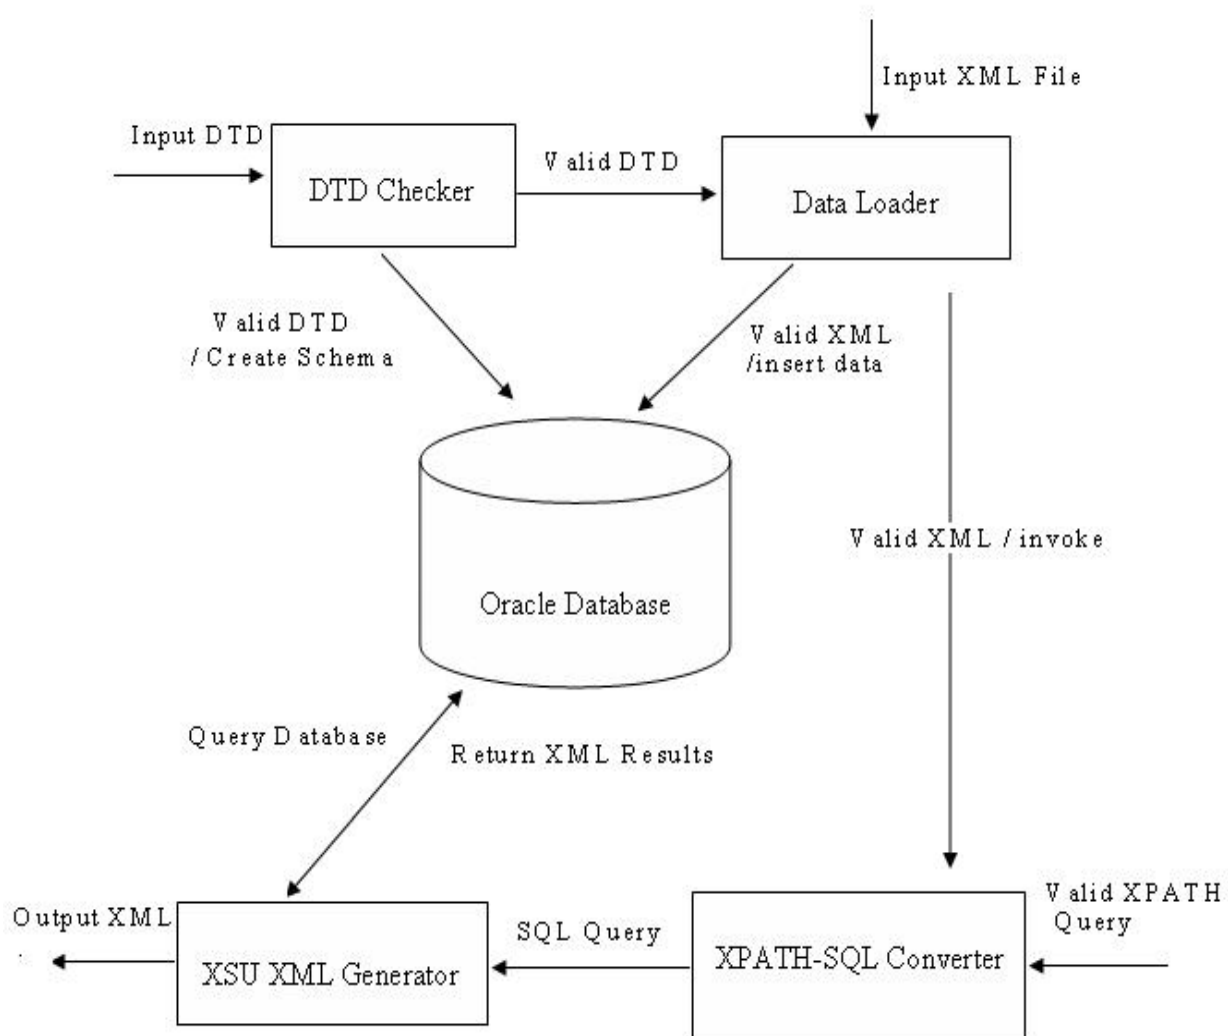 Input XML File
Input DTD
Valid DTD
DTD Checker
Data Loader
Valid DTD
/ Create Schema
Valid XML
/insert data
Valid XML / invoke
Oracle Database
Query Database
Return XML Results
Output XML
SQL Query
Valid XPATH
Query
XSU XML Generator
XPATH-SQL Converter